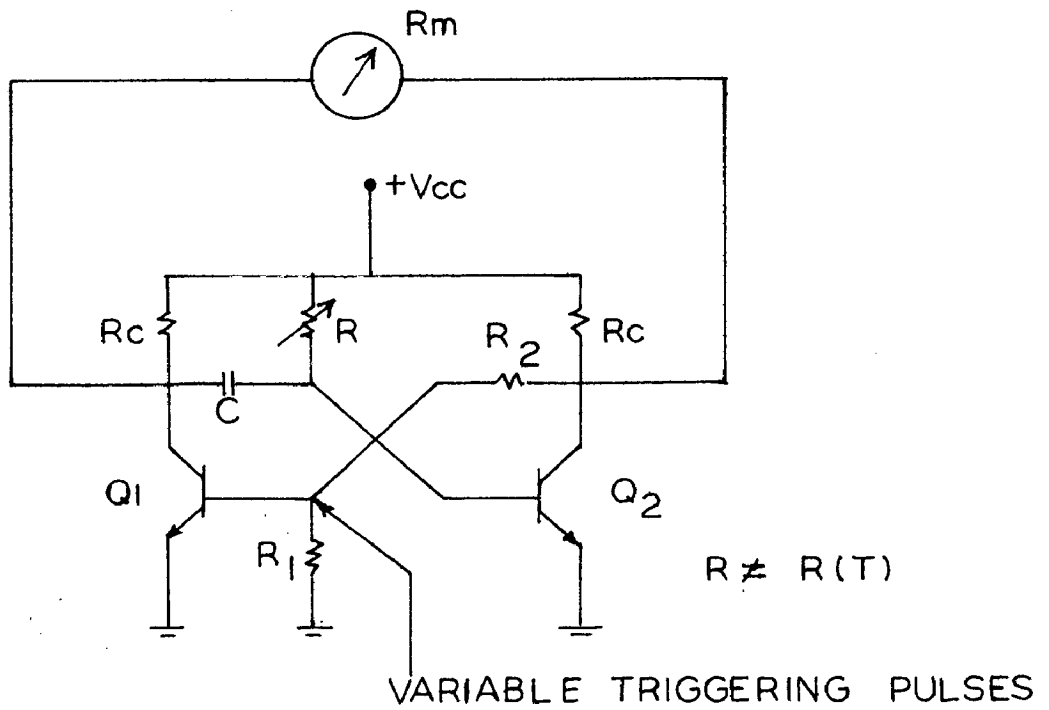 Rm
+Vcc
Rc
R
R2
Rc
C
Q1
Q2
R1
R ≢ R(T)
VARIABLE TRIGGERING PULSES